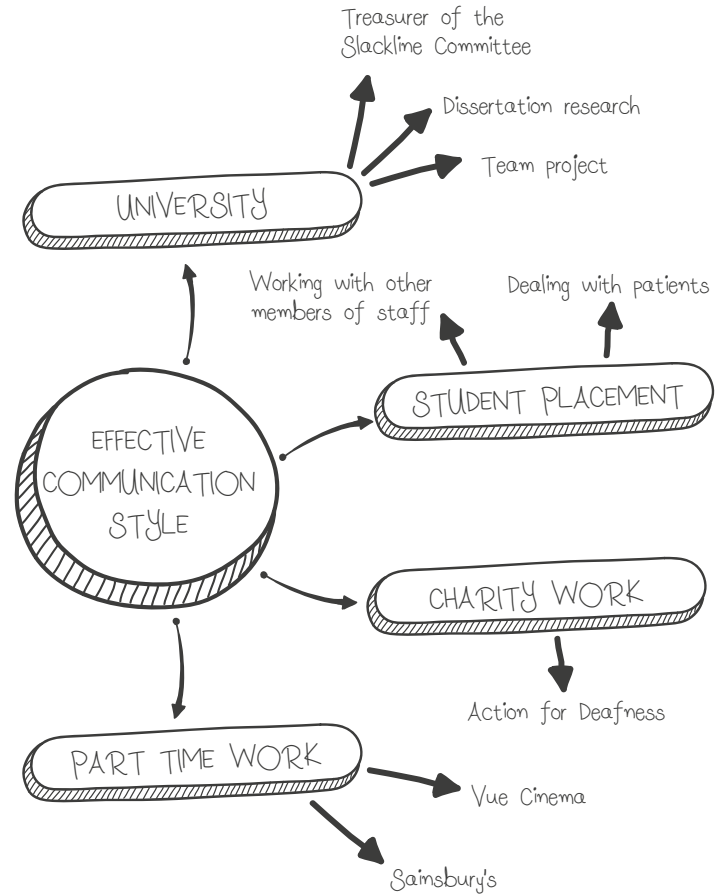 Treasurer of the
Slackline Committee
Dissertation research
Team project
UNIVERSITY
Working with other
members of staff
Dealing with patients
STUDENT PLACEMENT
EFFECTIVE
COMMUNICATION
STYLE
CHARITY WORK
Action for Deafness
PART TIME WORK
Vue Cinema
Sainsbury's